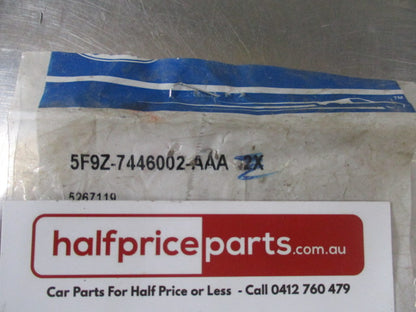 ™
5F9Z-7446002-AAA 2X
5267119
halfpriceparts.com.au
Car Parts For Half Price or Less - Call 0412 760 479